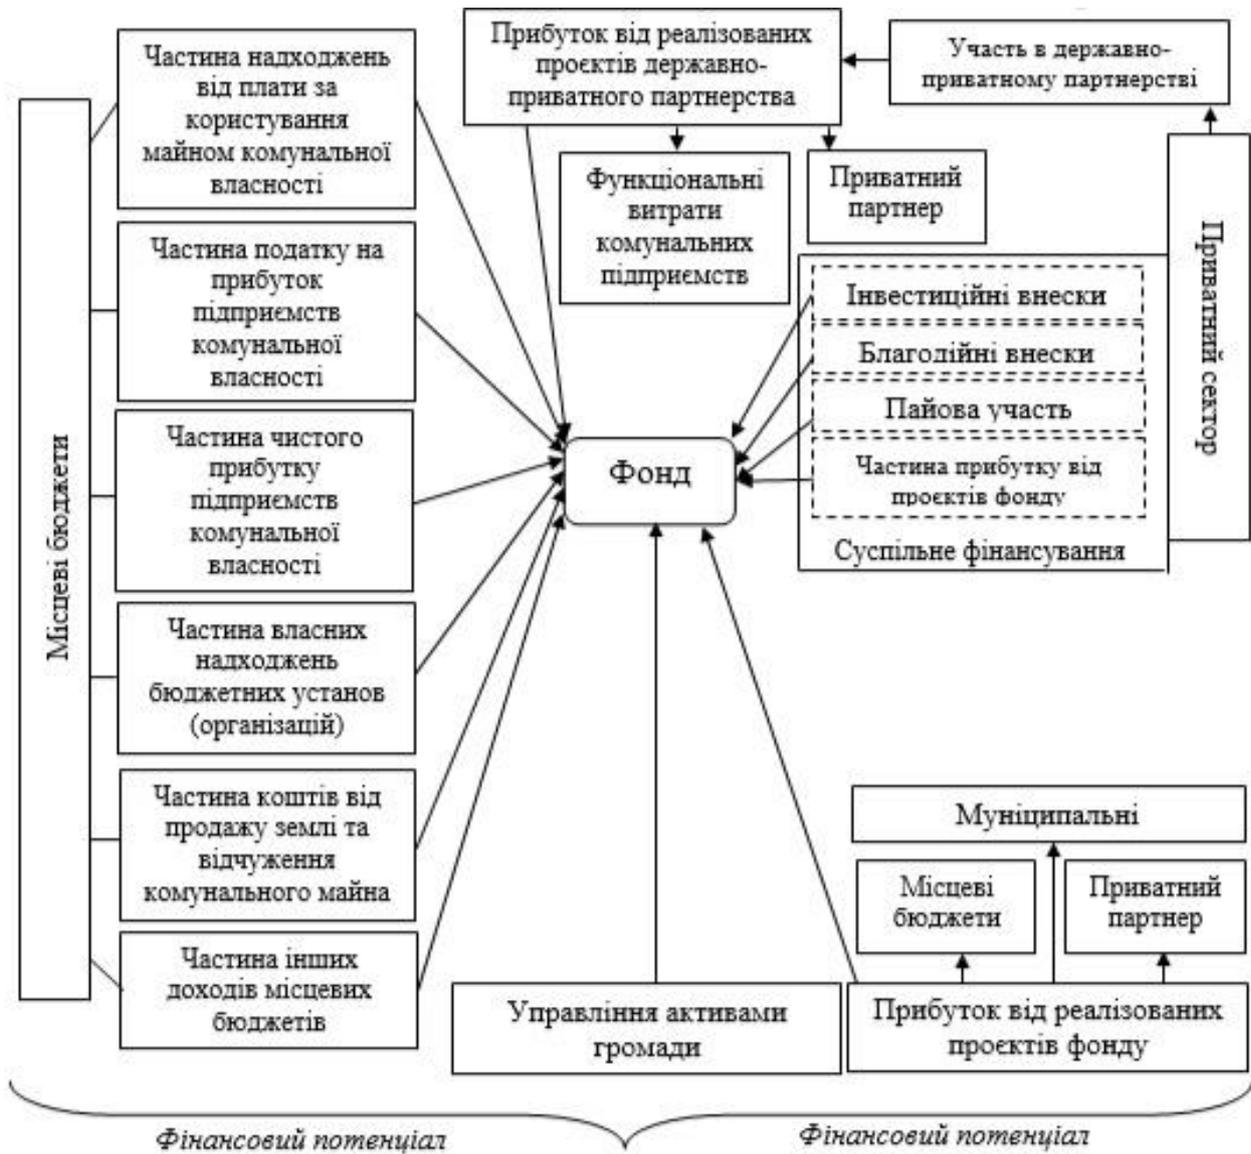 Місцеві бюджети
Частина надходжень
від плати за
користування
майном комунальної
власності
Частина податку на
прибуток
підприємств
комунальної
власності
Частина чистого
прибутку
підприємств
комунальної
власності
Частина власних
надходжень
бюджетних установ
(організацій)
Частина коштів від
продажу землі та
відчуження
комунального майна
Частина інших
доходів місцевих
бюджетів
Прибуток від реалізованих
проєктів державно-
приватного партнерства
Участь в державно-
приватному партнерстві
Функціональні
витрати
комунальних
підприємств
Приватний
партнер
Приватний сектор
Інвестиційні внески
Благодійні внески
Пайова участь
Частина прибутку від
проєктів фонду
Суспільне фінансування
Фонд
Муніципальні
Місцеві
бюджети
Приватний
партнер
Управління активами
громади
Прибуток від реалізованих
проєктів фонду
Фінансовий потенціал
Фінансовий потенціал